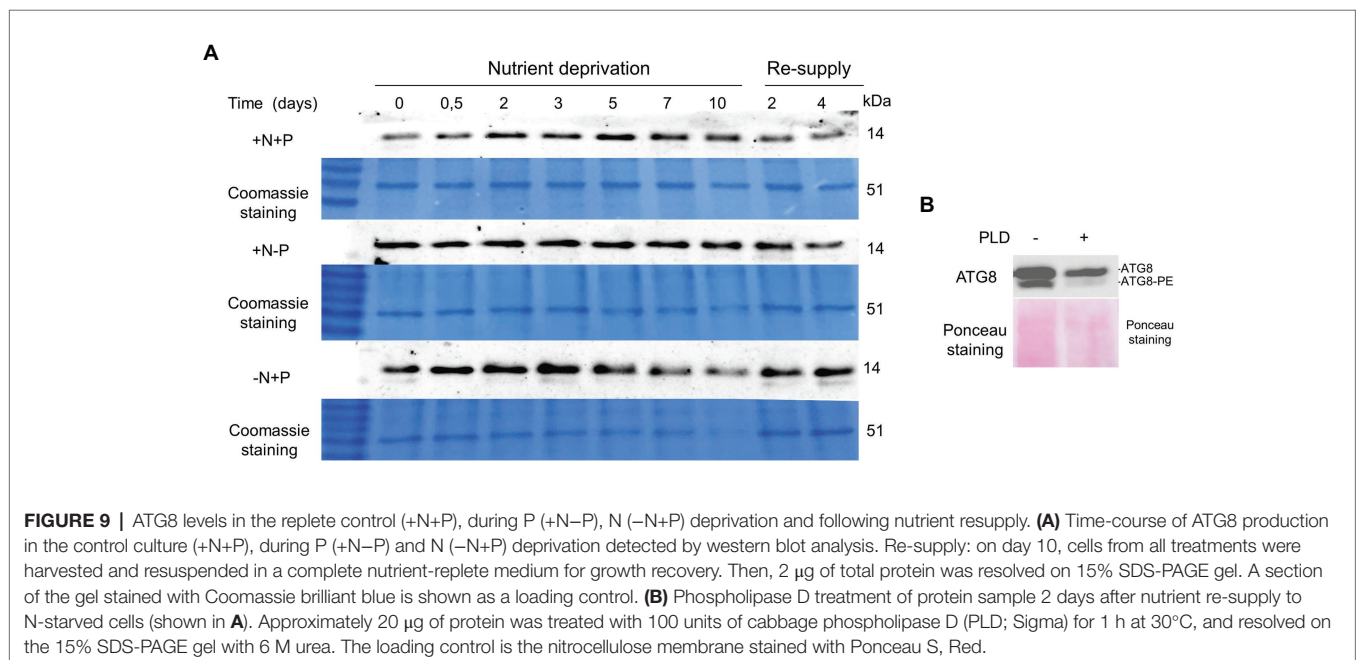 A
Nutrient deprivation Re-supply
Time (days) 0 0,5 2 3 5 7 10 2 4 kDa
+N+P 14
Coomassie
staining
51
+N-P 14
Coomassie
staining
51
-N+P 14
Coomassie
staining
51
B
PLD - +
ATG8
-ATG8
-ATG8-PE
Ponceau
staining
Ponceau
staining
FIGURE 9 | ATG8 levels in the replete control (+N+P), during P (+N−P), N (−N+P) deprivation and following nutrient resupply. (A) Time-course of ATG8 production
in the control culture (+N+P), during P (+N−P) and N (−N+P) deprivation detected by western blot analysis. Re-supply: on day 10, cells from all treatments were
harvested and resuspended in a complete nutrient-replete medium for growth recovery. Then, 2 μg of total protein was resolved on 15% SDS-PAGE gel. A section
of the gel stained with Coomassie brilliant blue is shown as a loading control. (B) Phospholipase D treatment of protein sample 2 days after nutrient re-supply to
N-starved cells (shown in A). Approximately 20 μg of protein was treated with 100 units of cabbage phospholipase D (PLD; Sigma) for 1 h at 30°C, and resolved on
the 15% SDS-PAGE gel with 6 M urea. The loading control is the nitrocellulose membrane stained with Ponceau S, Red.